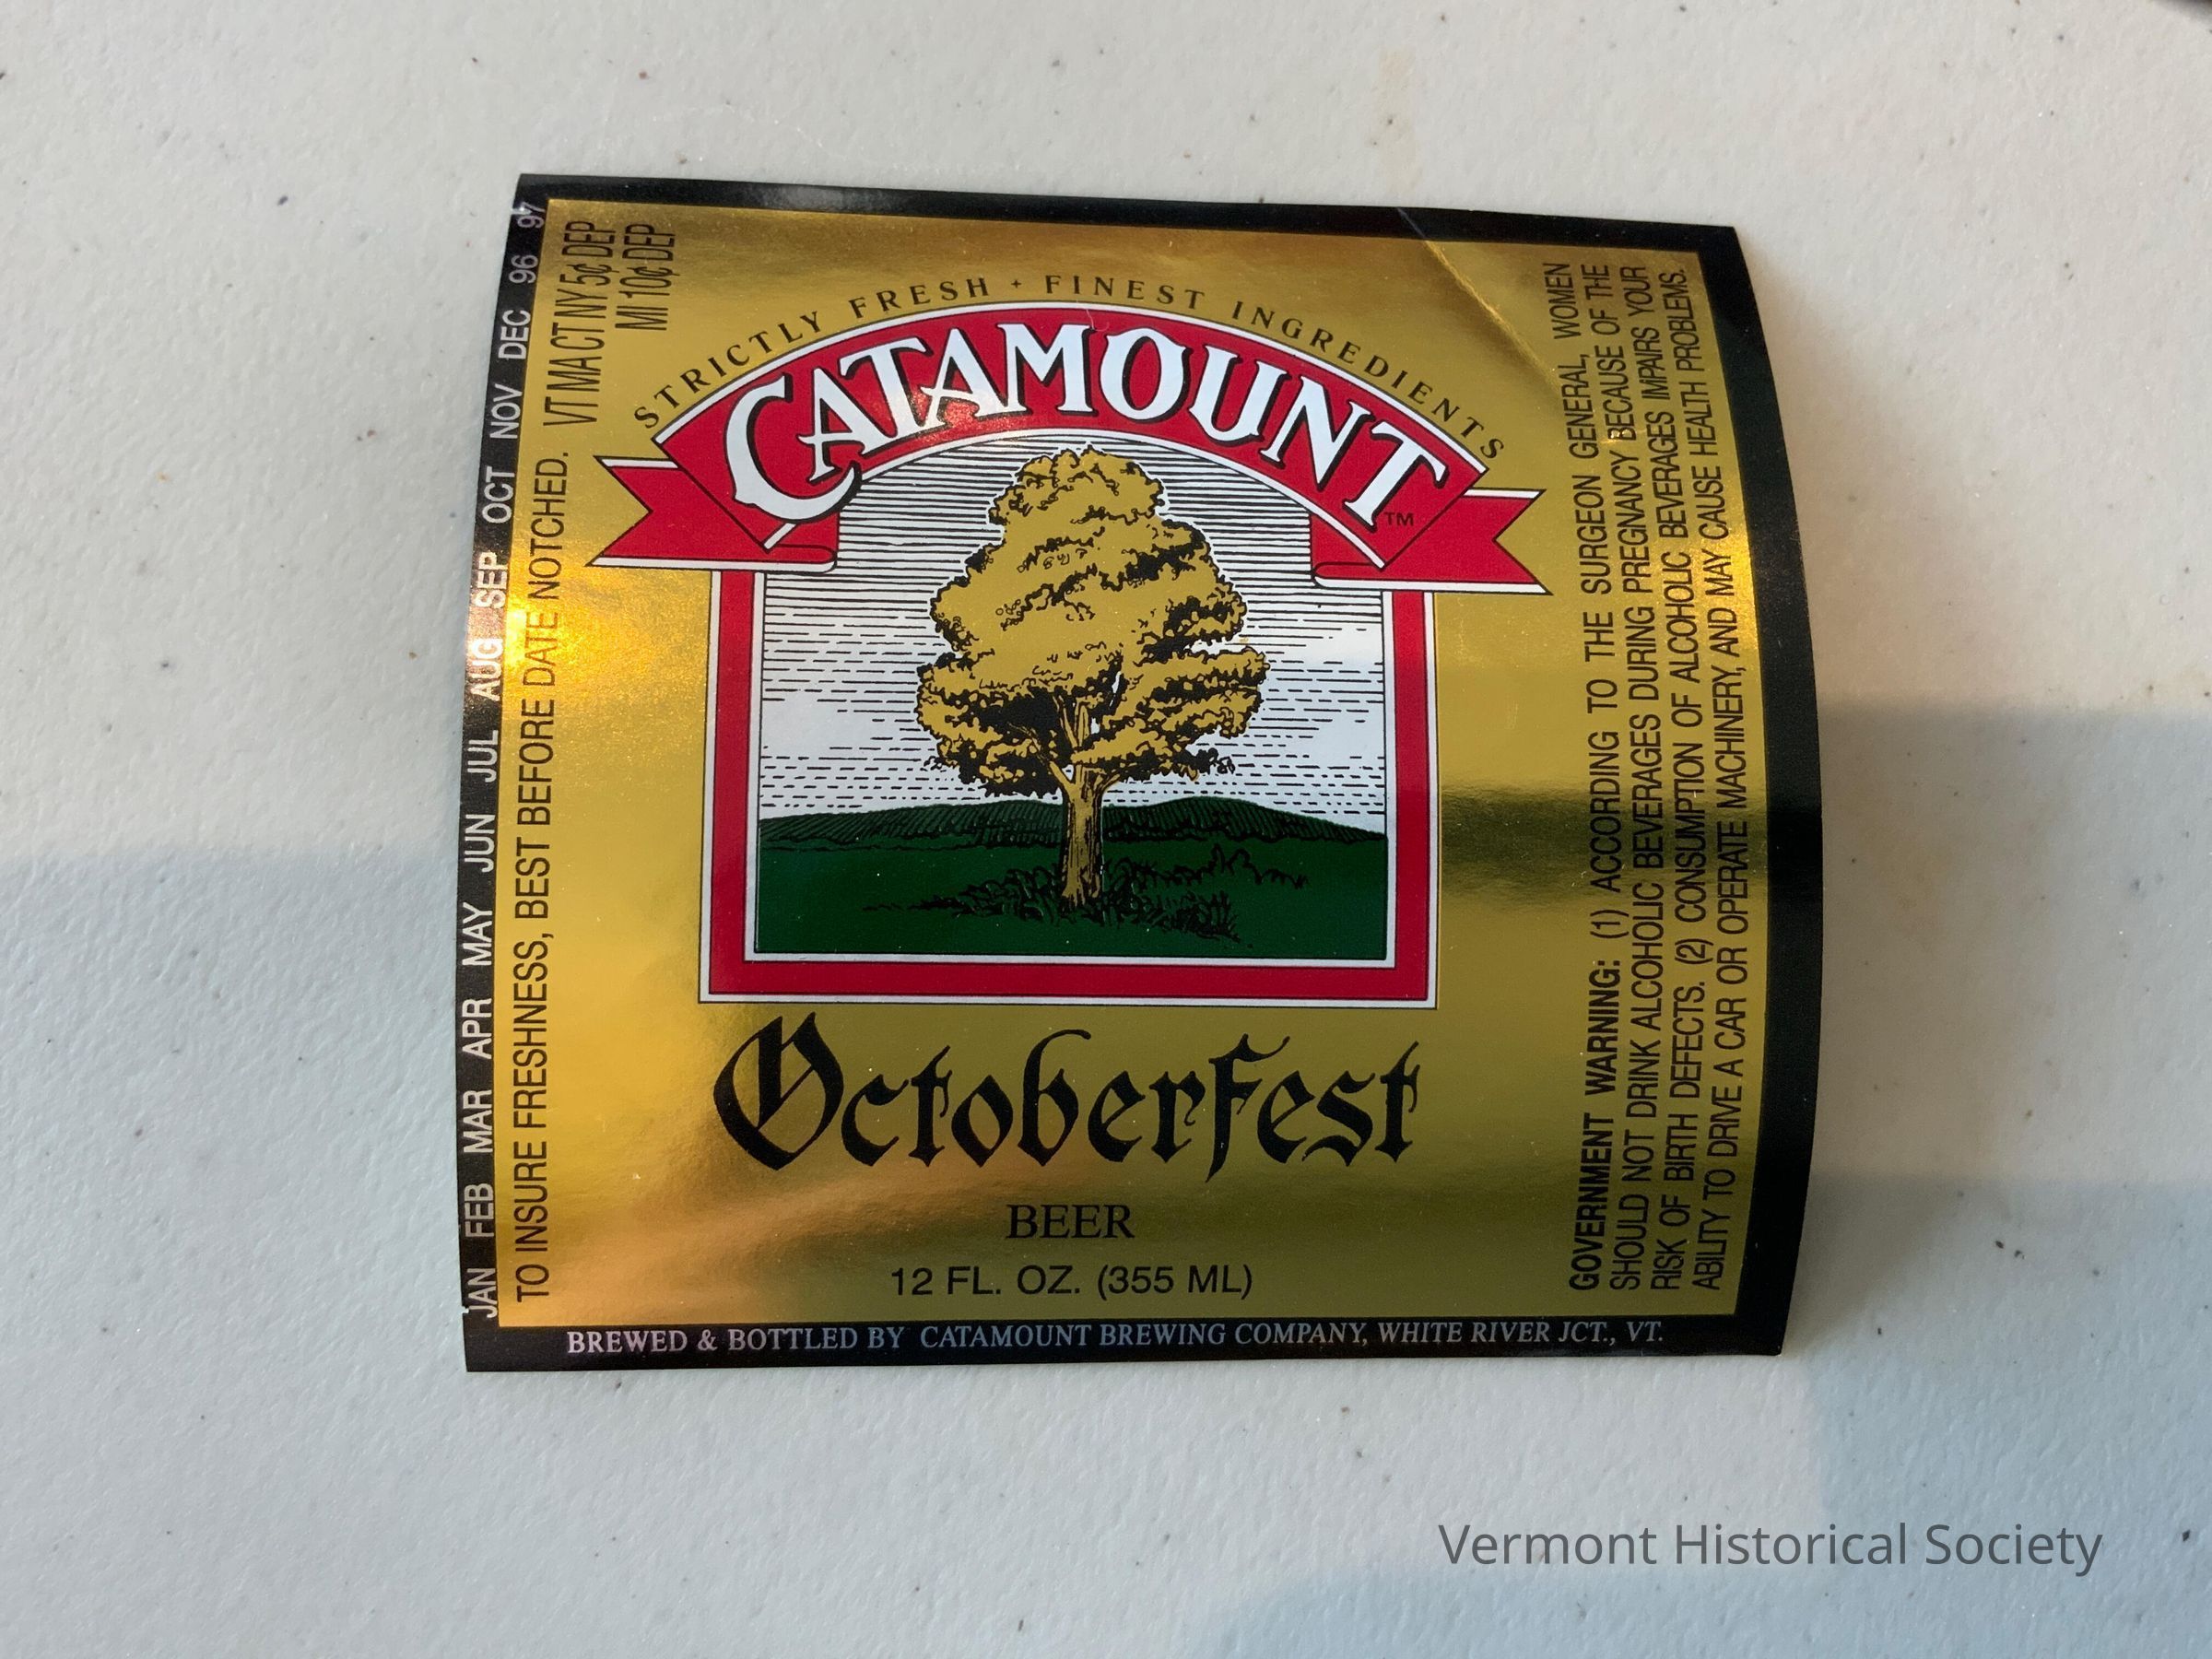 JAN FEB MAR APR MAY JUN JUL AUG SEP OCT NOV DEC 96 97
TO INSURE FRESHNESS, BEST BEFORE DATE NOTCHED. VT MA CT NY 5¢ DEP
MI 10¢ DEP
STRICTLY FRESH + FINEST INGREDIENTS
CATAMOUNT™
Octoberfest
BEER
12 FL. OZ. (355 ML)
BREWED & BOTTLED BY CATAMOUNT BREWING COMPANY, WHITE RIVER JCT., VT.
GOVERNMENT WARNING: (1) ACCORDING TO THE SURGEON GENERAL, WOMEN
SHOULD NOT DRINK ALCOHOLIC BEVERAGES DURING PREGNANCY BECAUSE OF THE
RISK OF BIRTH DEFECTS. (2) CONSUMPTION OF ALCOHOLIC BEVERAGES IMPAIRS YOUR
ABILITY TO DRIVE A CAR OR OPERATE MACHINERY, AND MAY CAUSE HEALTH PROBLEMS.
Vermont Historical Society